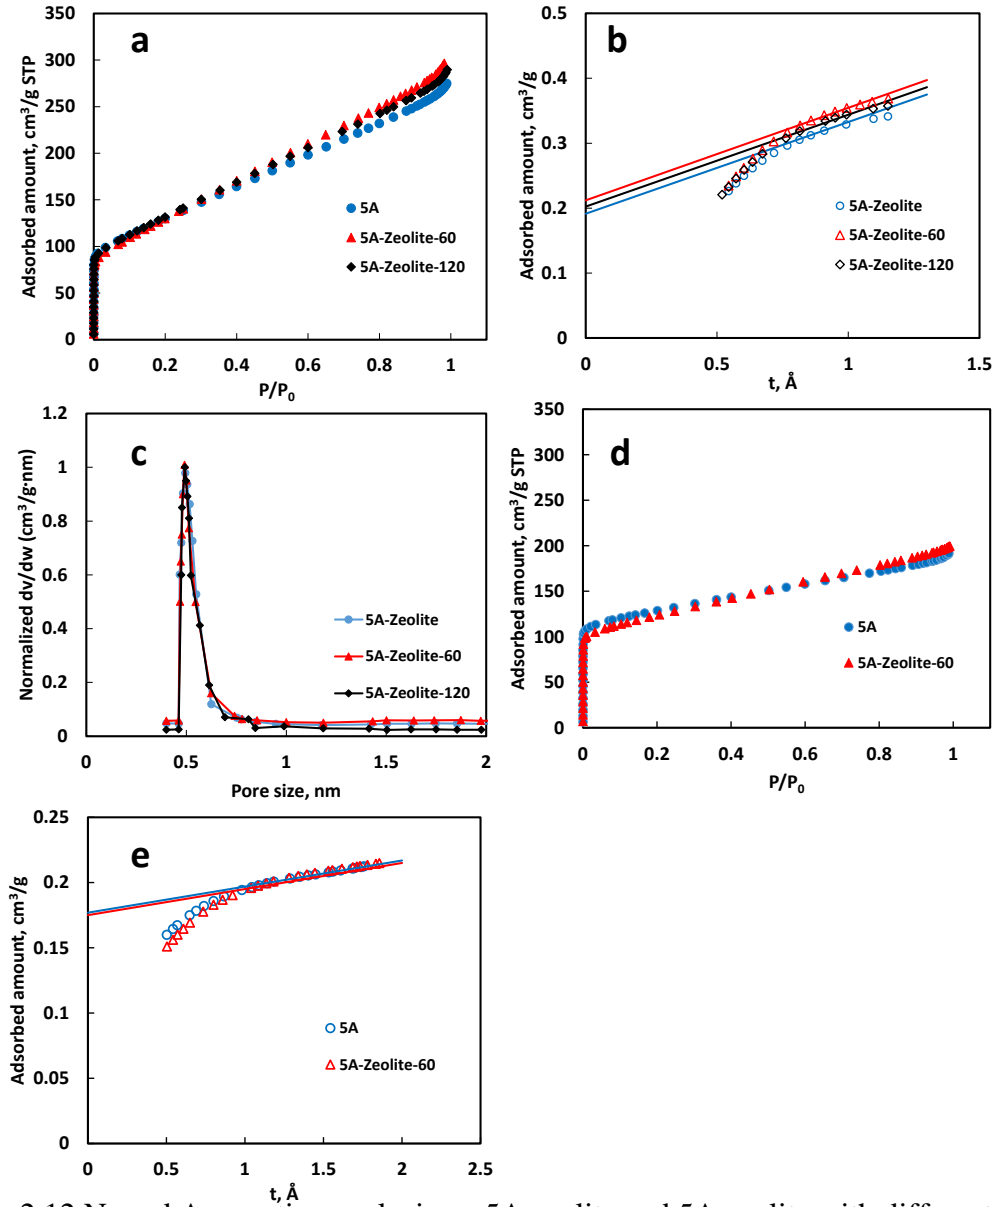 a
Adsorbed amount, cm³/g STP
350
300
250
200
150
100
50
0
0 0.2 0.4 0.6 0.8 1
P/P₀
5A
5A-Zeolite-60
5A-Zeolite-120
b
Adsorbed amount, cm³/g
0.5
0.4
0.3
0.2
0.1
0
0 0.5 1 1.5
t, Å
5A-Zeolite
5A-Zeolite-60
5A-Zeolite-120
c
Normalized dv/dw (cm³/g·nm)
1.2
1
0.8
0.6
0.4
0.2
0
0 0.5 1 1.5 2
Pore size, nm
5A-Zeolite
5A-Zeolite-60
5A-Zeolite-120
d
Adsorbed amount, cm³/g STP
350
300
250
200
150
100
50
0
0 0.2 0.4 0.6 0.8 1
P/P₀
5A
5A-Zeolite-60
e
Adsorbed amount, cm³/g
0.25
0.2
0.15
0.1
0.05
0
0 0.5 1 1.5 2 2.5
t, Å
5A
5A-Zeolite-60